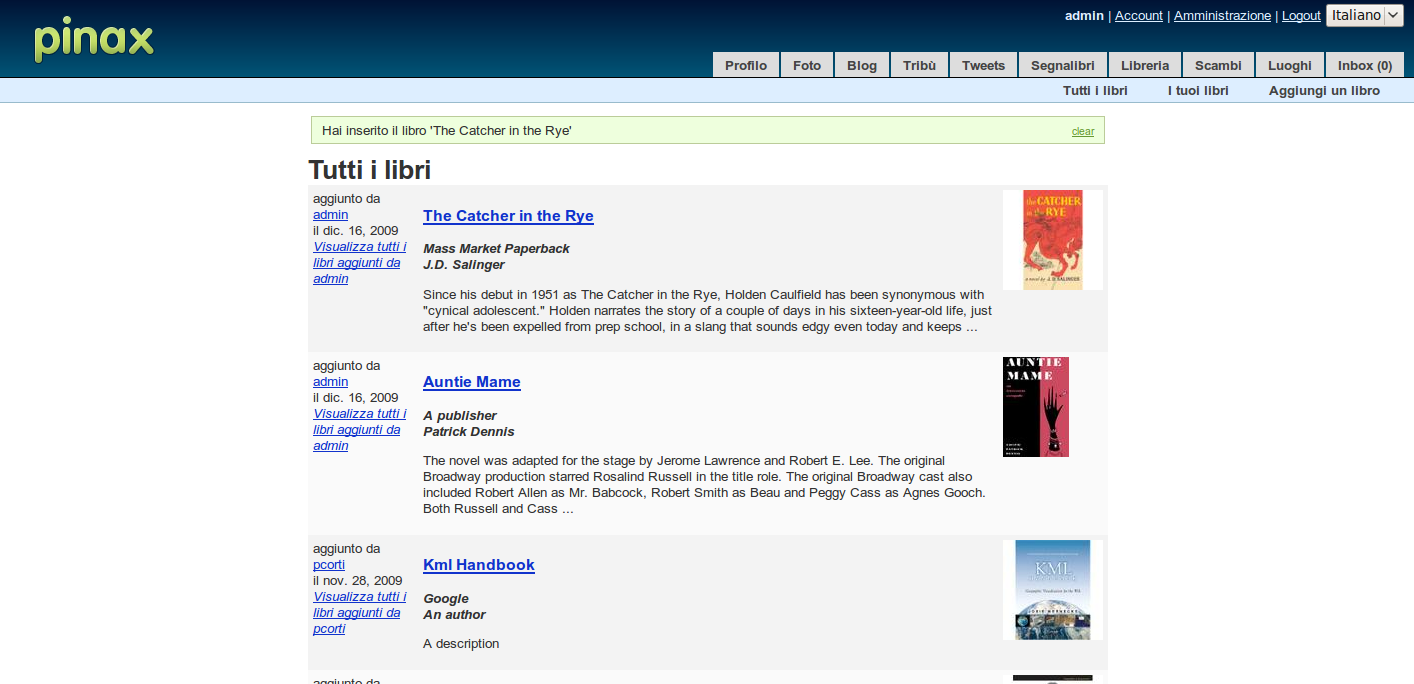 admin | Account | Amministrazione | Logout Italiano
pinax
Profilo Foto Blog Tribù Tweets Segnalibri Libreria Scambi Luoghi Inbox (0)
Tutti i libri I tuoi libri Aggiungi un libro
Hai inserito il libro 'The Catcher in the Rye' clear
Tutti i libri
aggiunto da
admin
il dic. 16, 2009
Visualizza tutti i
libri aggiunti da
admin
The Catcher in the Rye
Mass Market Paperback
J.D. Salinger
Since his debut in 1951 as The Catcher in the Rye, Holden Caulfield has been synonymous with
"cynical adolescent." Holden narrates the story of a couple of days in his sixteen-year-old life, just
after he's been expelled from prep school, in a slang that sounds edgy even today and keeps ...
the CATCHER
in the RYE
a novel by J. D. SALINGER
aggiunto da
admin
il dic. 16, 2009
Visualizza tutti i
libri aggiunti da
admin
Auntie Mame
A publisher
Patrick Dennis
The novel was adapted for the stage by Jerome Lawrence and Robert E. Lee. The original
Broadway production starred Rosalind Russell in the title role. The original Broadway cast also
included Robert Allen as Mr. Babcock, Robert Smith as Beau and Peggy Cass as Agnes Gooch.
Both Russell and Cass ...
AUNTIE
MAME
aggiunto da
pcorti
il nov. 28, 2009
Visualizza tutti i
libri aggiunti da
pcorti
Kml Handbook
Google
An author
A description
KML
aggiunto da